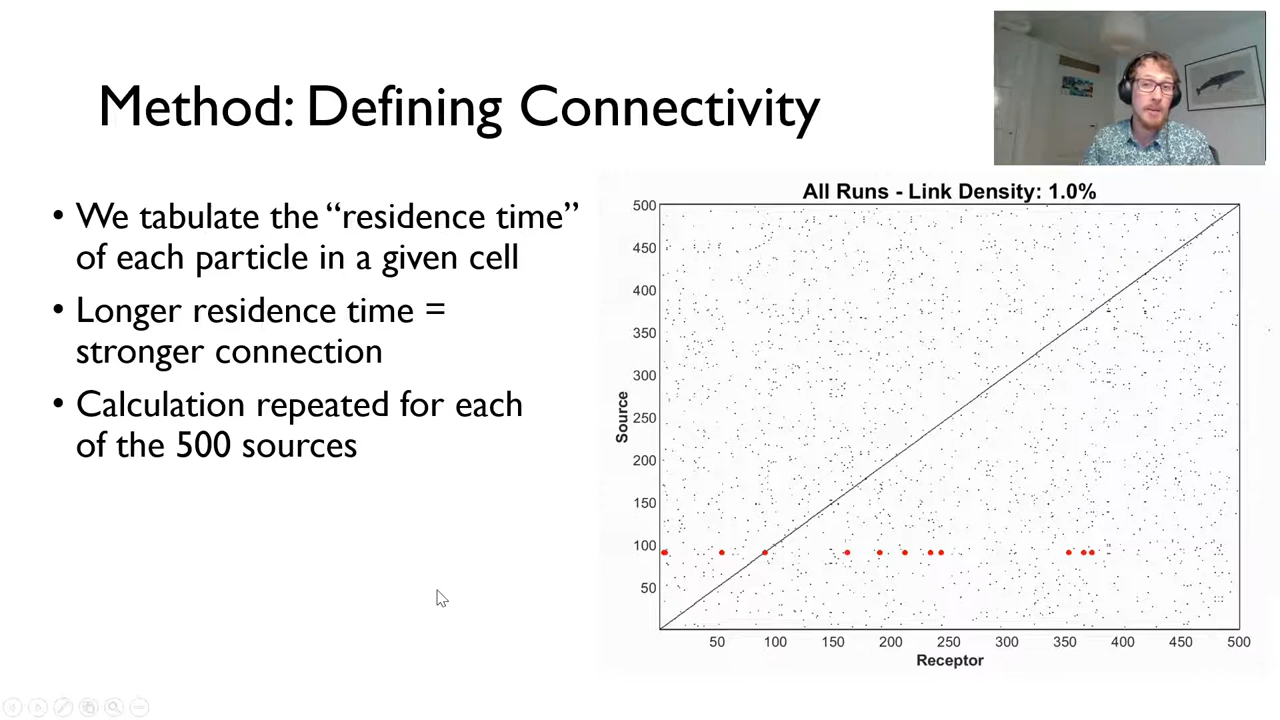 Method: Defining Connectivity
• We tabulate the “residence time”
of each particle in a given cell
• Longer residence time =
stronger connection
• Calculation repeated for each
of the 500 sources
All Runs - Link Density: 1.0%
500
450
400
350
300
250
200
150
100
50
Source
50 100 150 200 250 300 350 400 450 500
Receptor